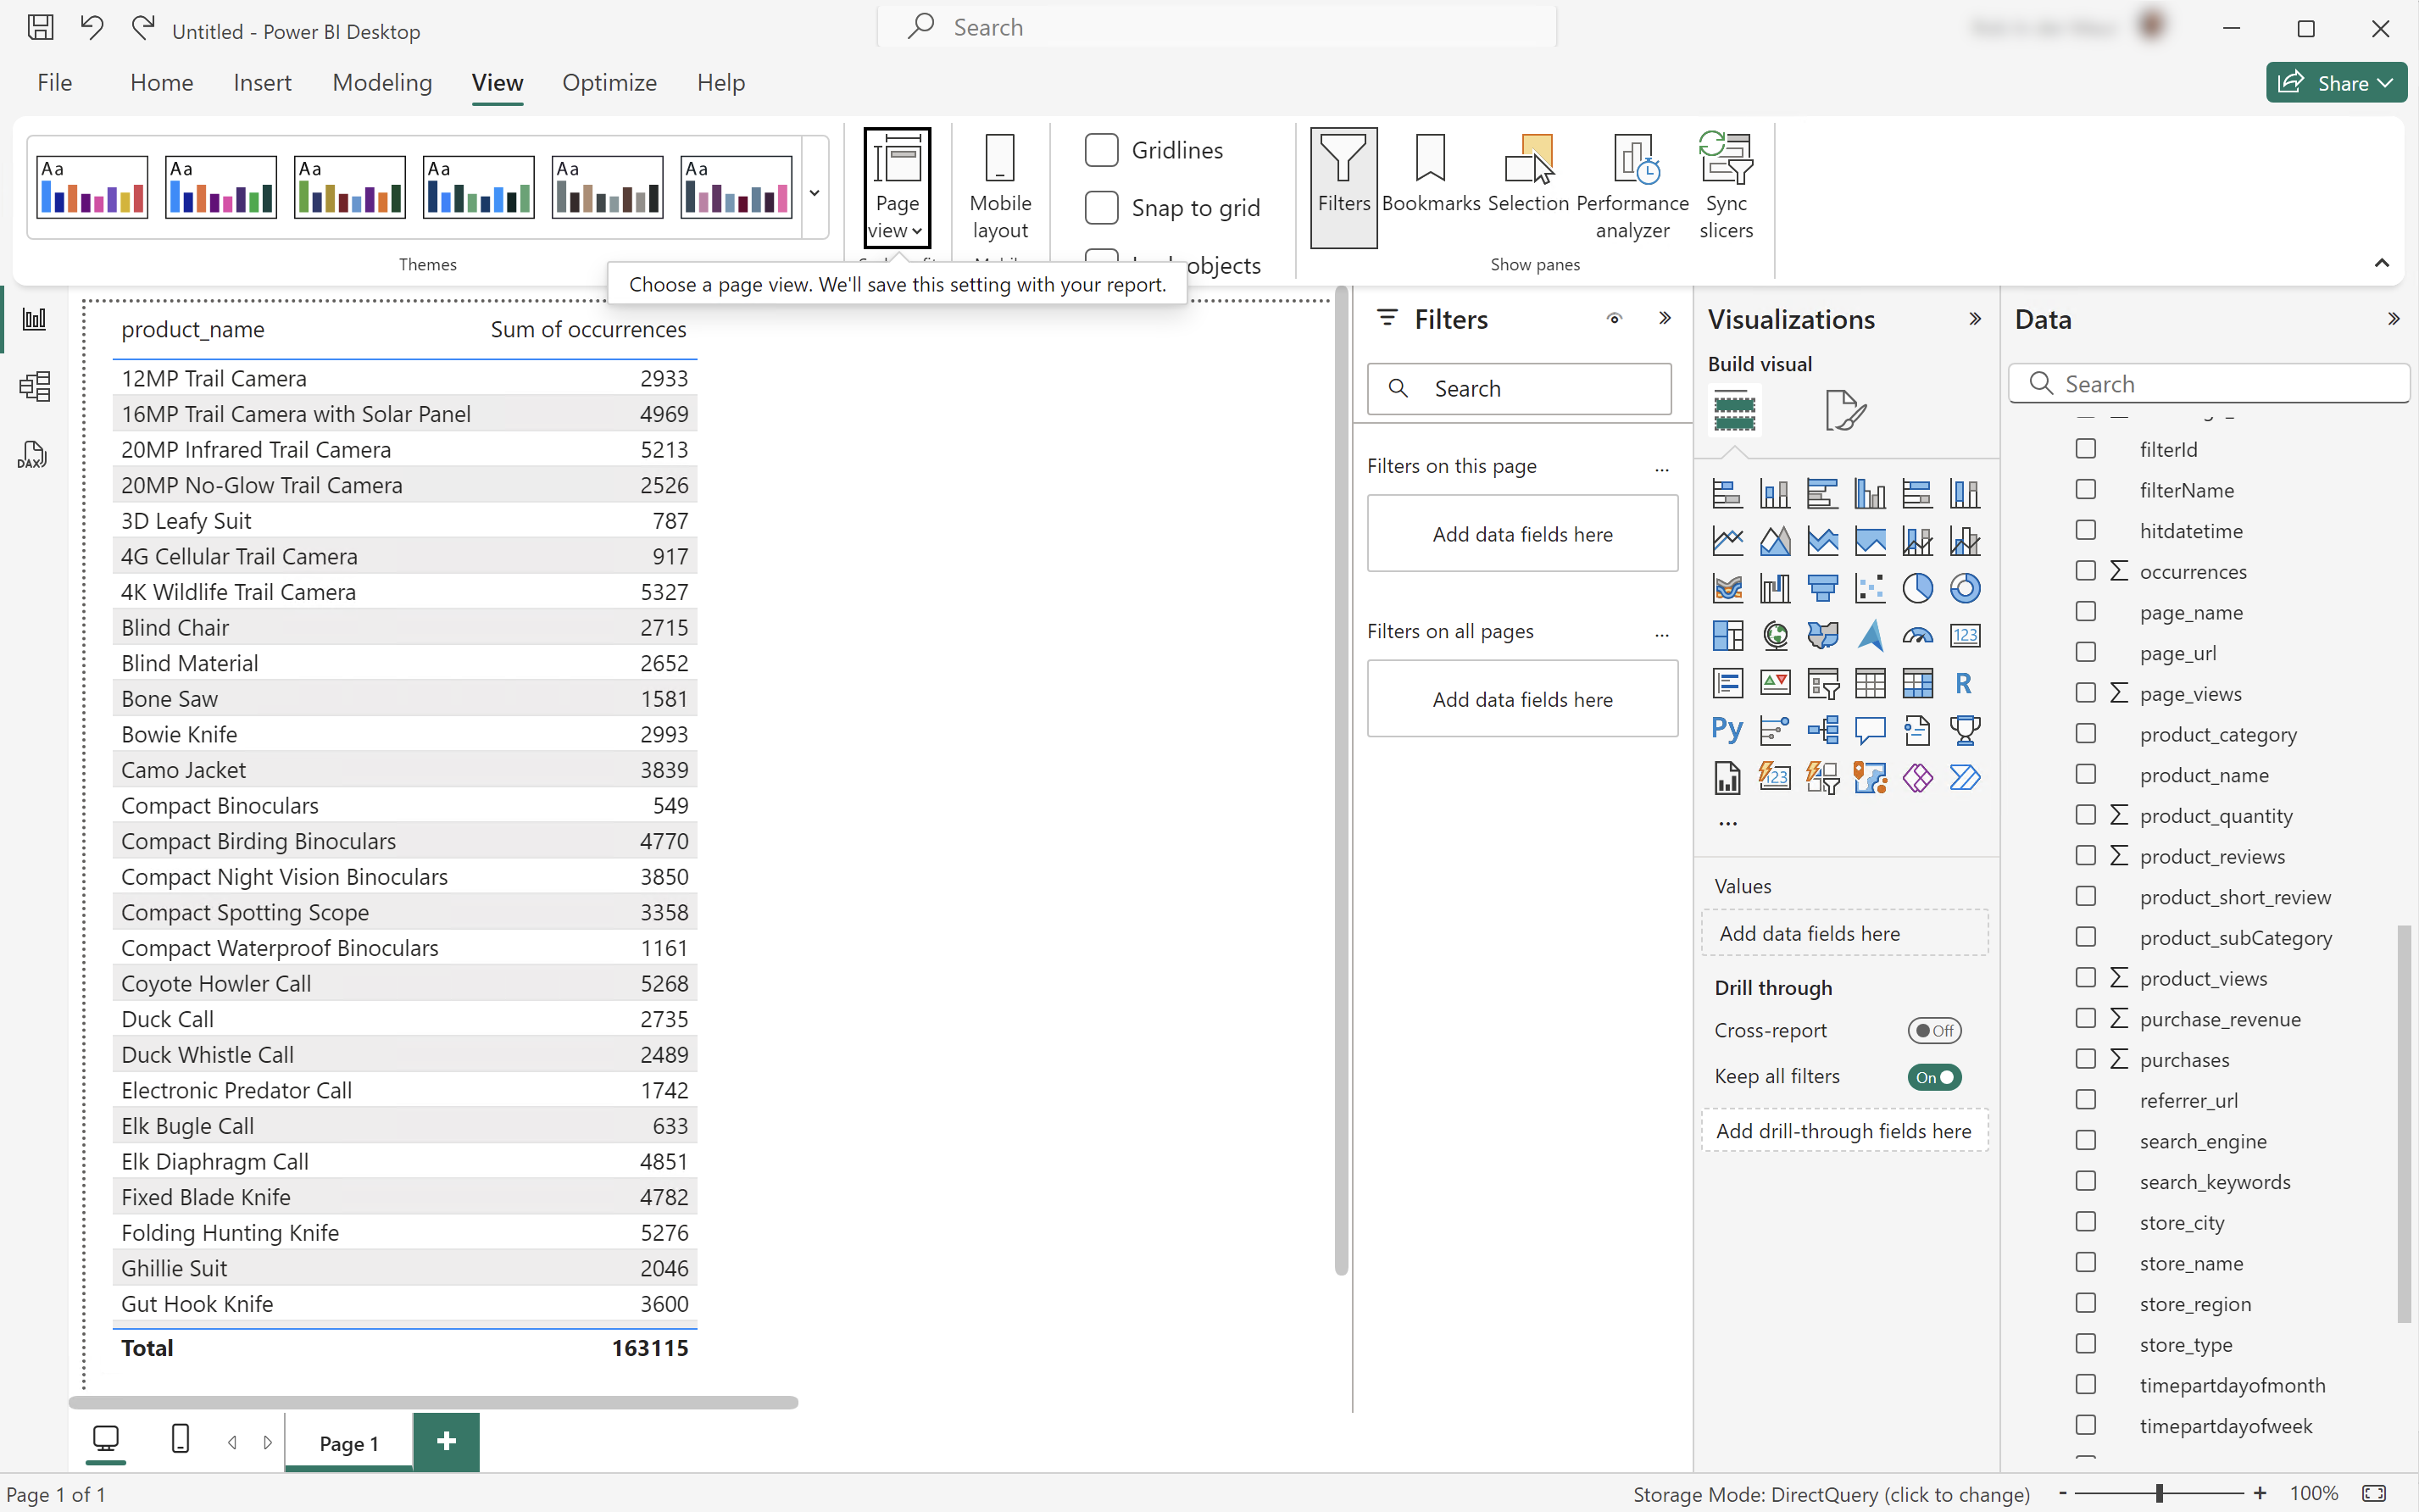 Untitled - Power BI Desktop
Search
File
Home
Insert
Modeling
View
Optimize
Help
Share
Aa
Aa
Aa
Aa
Aa
Aa
Themes
Page
view
Mobile
layout
Gridlines
Snap to grid
objects
Filters
Bookmarks
Selection
Performance
analyzer
Sync
slicers
Show panes
Choose a page view. We'll save this setting with your report.
DAX
product_name Sum of occurrences
12MP Trail Camera 2933
16MP Trail Camera with Solar Panel 4969
20MP Infrared Trail Camera 5213
20MP No-Glow Trail Camera 2526
3D Leafy Suit 787
4G Cellular Trail Camera 917
4K Wildlife Trail Camera 5327
Blind Chair 2715
Blind Material 2652
Bone Saw 1581
Bowie Knife 2993
Camo Jacket 3839
Compact Binoculars 549
Compact Birding Binoculars 4770
Compact Night Vision Binoculars 3850
Compact Spotting Scope 3358
Compact Waterproof Binoculars 1161
Coyote Howler Call 5268
Duck Call 2735
Duck Whistle Call 2489
Electronic Predator Call 1742
Elk Bugle Call 633
Elk Diaphragm Call 4851
Fixed Blade Knife 4782
Folding Hunting Knife 5276
Ghillie Suit 2046
Gut Hook Knife 3600
Total 163115
Filters
Search
Filters on this page ...
Add data fields here
Filters on all pages ...
Add data fields here
Visualizations
Build visual
123
R
Py
123
...
Values
Add data fields here
Drill through
Cross-report Off
Keep all filters On
Add drill-through fields here
Data
Search
filterId
filterName
hitdatetime
Σ occurrences
page_name
page_url
Σ page_views
product_category
product_name
Σ product_quantity
Σ product_reviews
product_short_review
product_subCategory
Σ product_views
Σ purchase_revenue
Σ purchases
referrer_url
search_engine
search_keywords
store_city
store_name
store_region
store_type
timepartdayofmonth
timepartdayofweek
Page 1
+
Page 1 of 1
Storage Mode: DirectQuery (click to change)
- + 100%